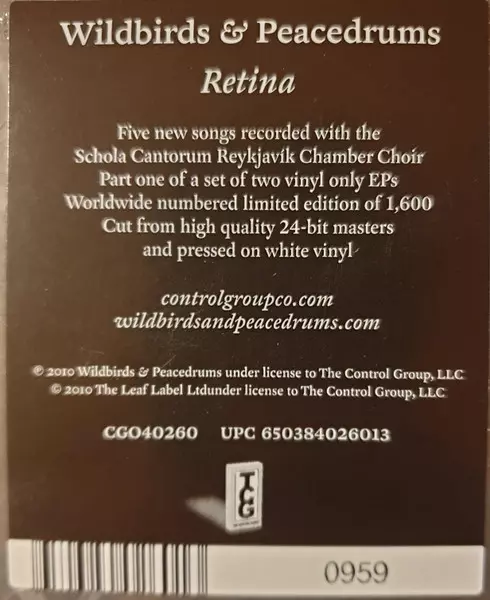 Wildbirds & Peacedrums
Retina
Five new songs recorded with the
Schola Cantorum Reykjavík Chamber Choir
Part one of a set of two vinyl only EPs
Worldwide numbered limited edition of 1,600
Cut from high quality 24-bit masters
and pressed on white vinyl
controlgroupco.com
wildbirdsandpeacedrums.com
℗ 2010 Wildbirds & Peacedrums under license to The Control Group, LLC
© 2010 The Leaf Label Ltdunder license to The Control Group, LLC
CGO40260 UPC 650384026013
TCG
0959